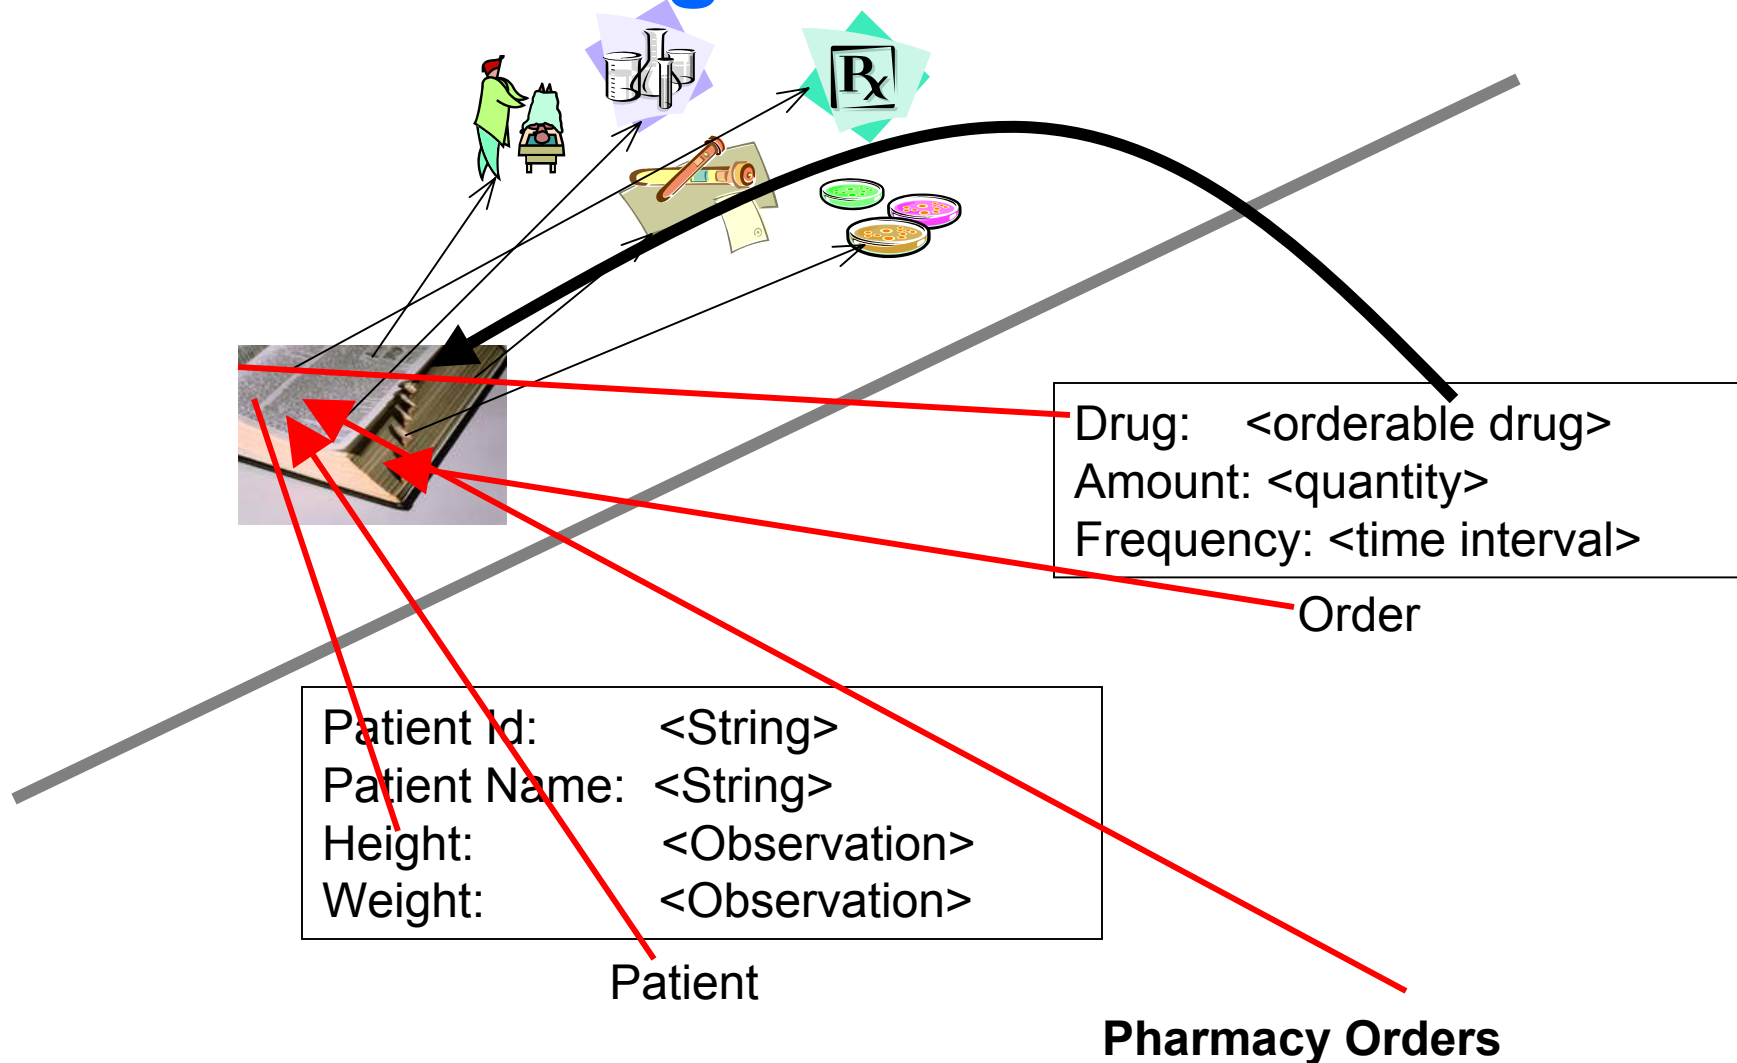 Rx
Drug: <orderable drug>
Amount: <quantity>
Frequency: <time interval>
Order
Patient Id: <String>
Patient Name: <String>
Height: <Observation>
Weight: <Observation>
Patient
Pharmacy Orders